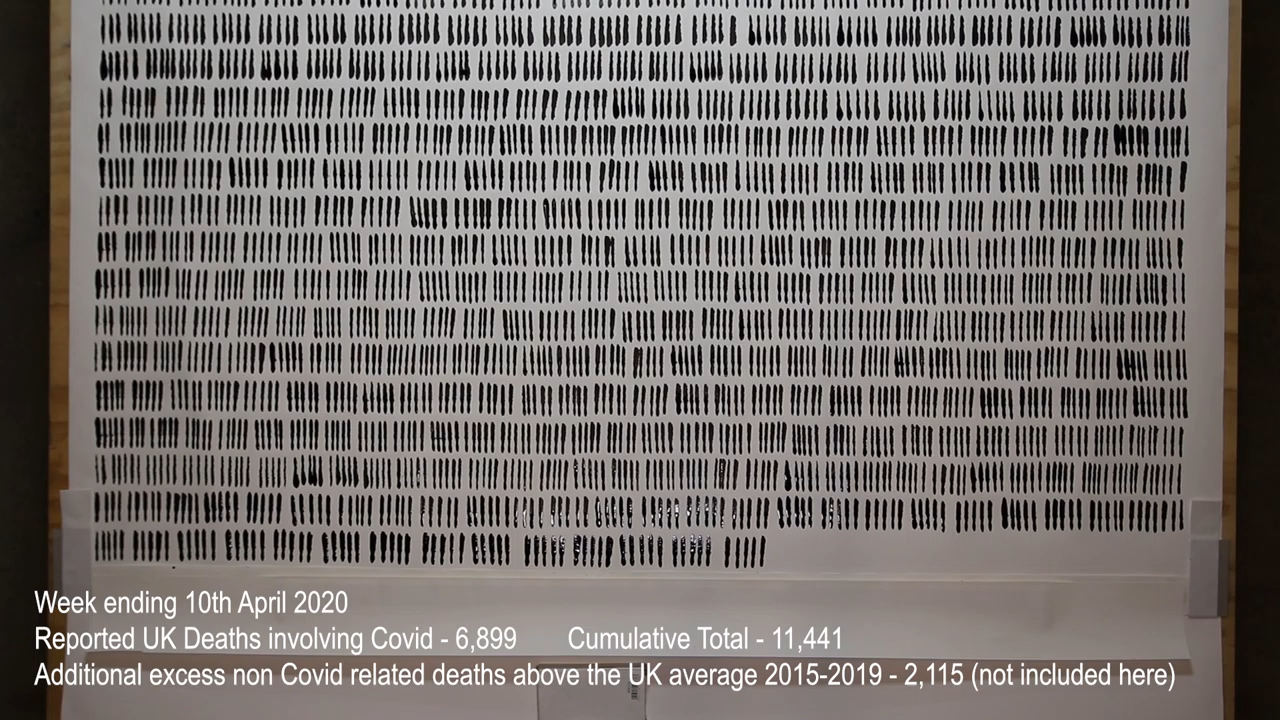 Week ending 10th April 2020
Reported UK Deaths involving Covid - 6,899 Cumulative Total - 11,441
Additional excess non Covid related deaths above the UK average 2015-2019 - 2,115 (not included here)